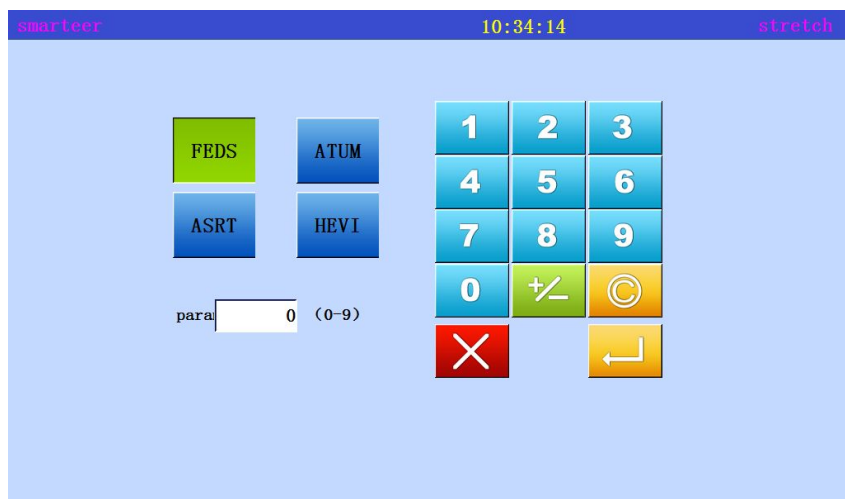 smarteer 10:34:14 stretch
FEDS ATUM
ASRT HEVI
para 0 (0-9)
1 2 3
4 5 6
7 8 9
0 +/- ©